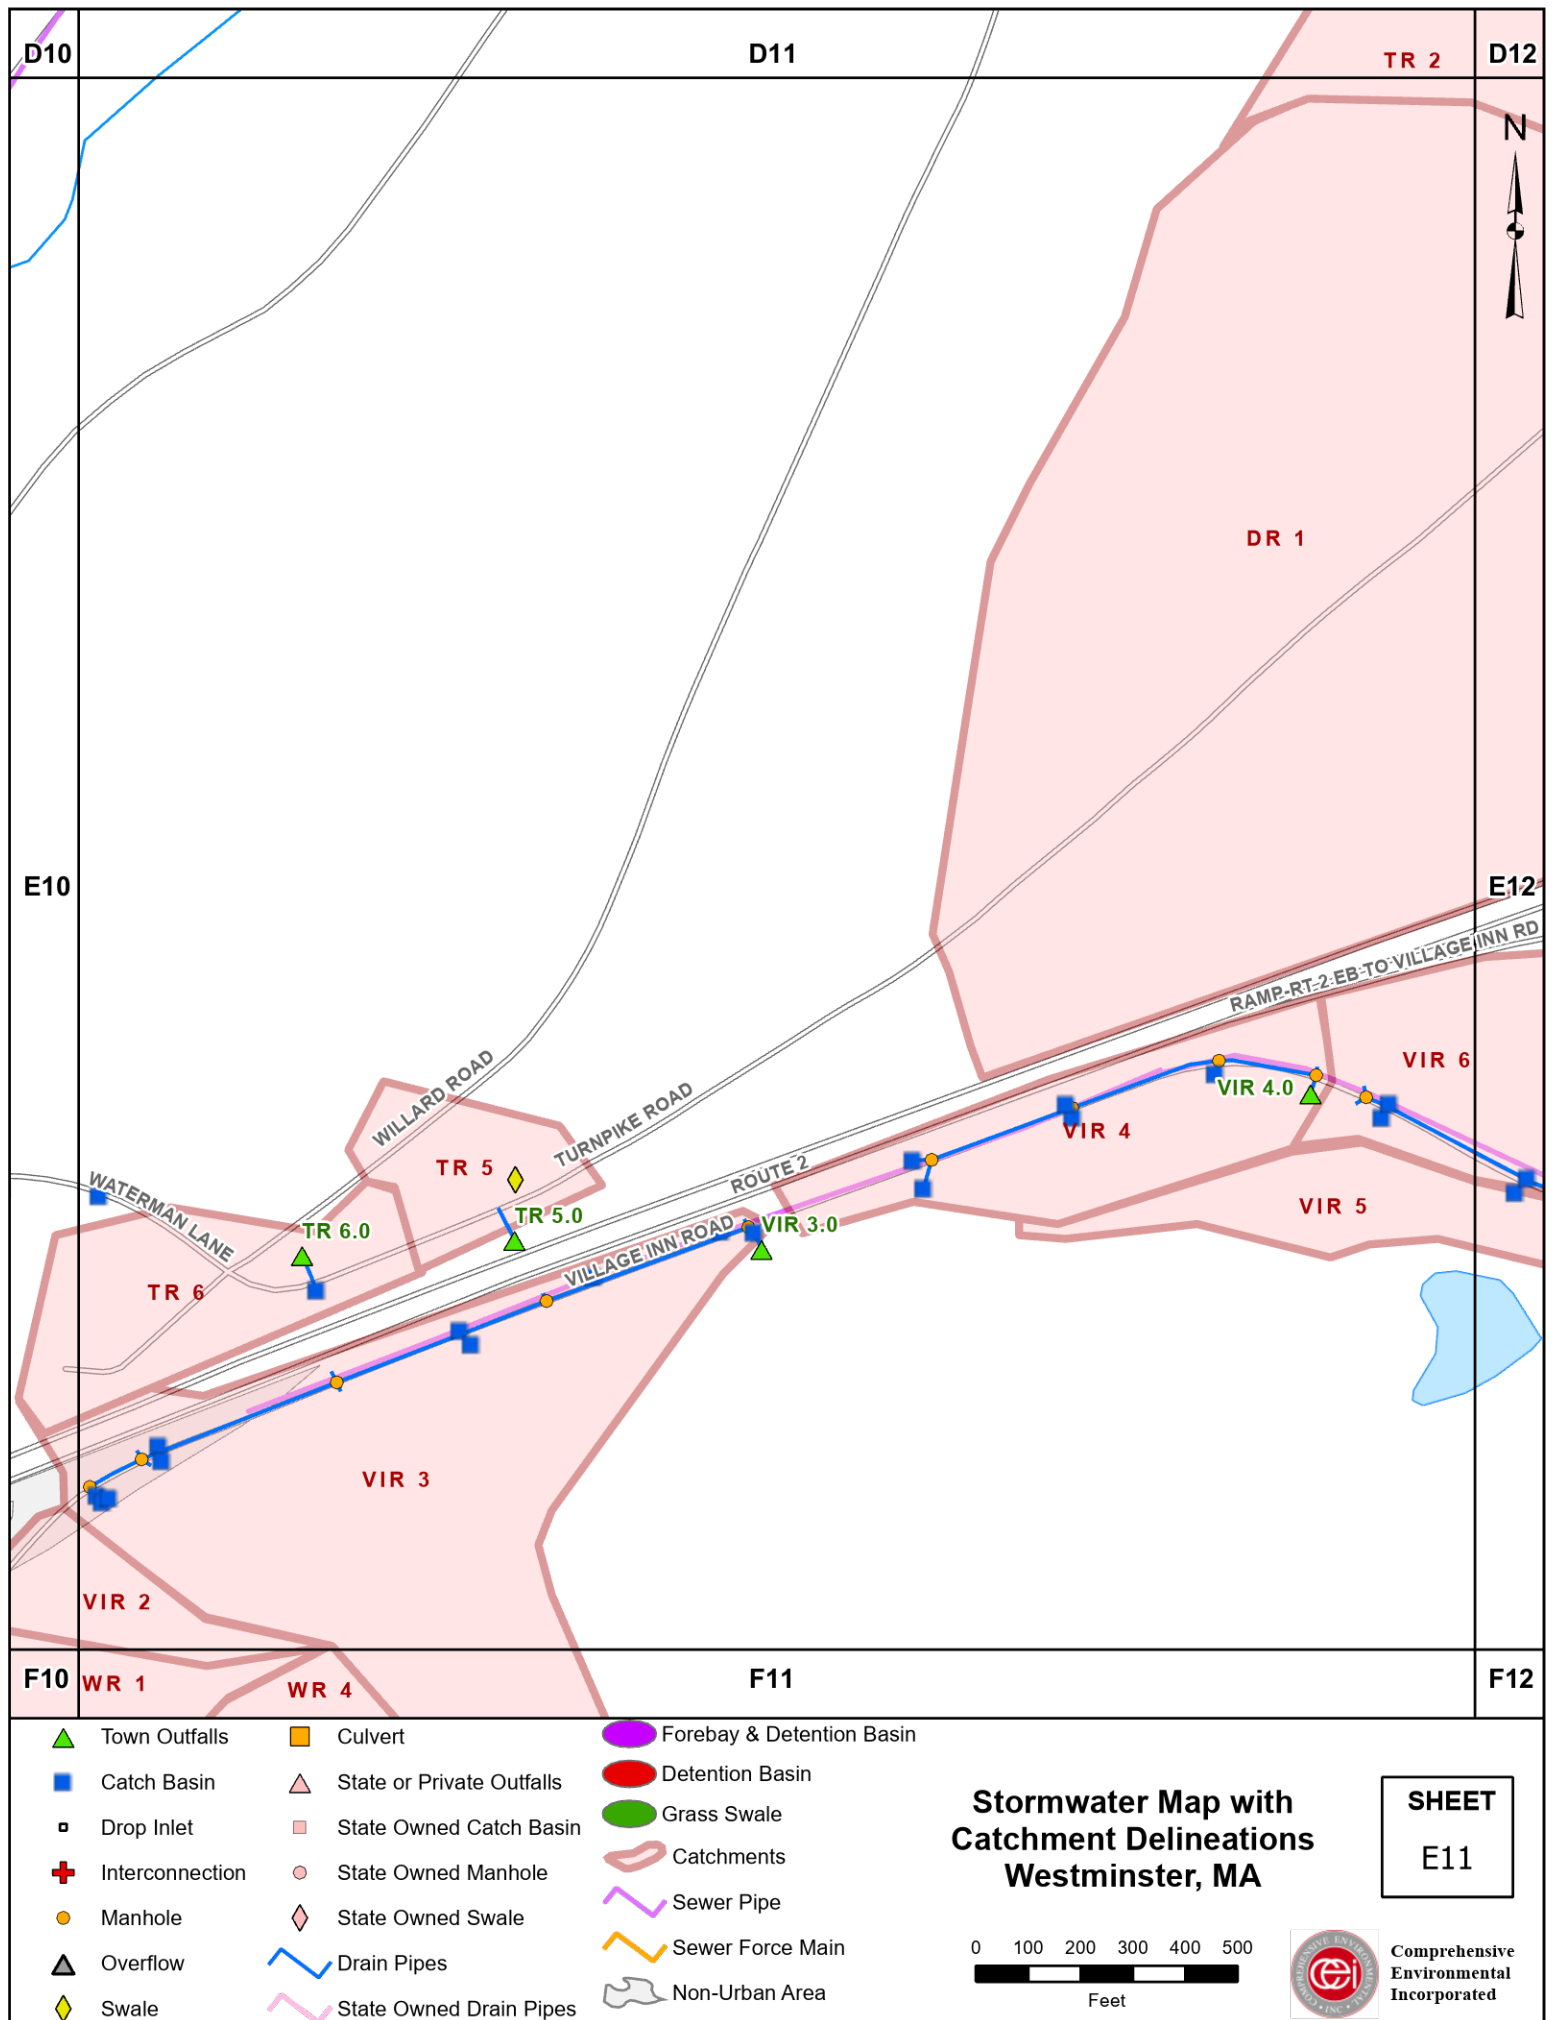 D10
D11
D12
TR 2
N
DR 1
E10
E12
RAMP-RT 2 EB TO VILLAGE INN RD
WILLARD ROAD
TURNPIKE ROAD
VIR 6
VIR 4.0
VIR 4
TR 5
ROUTE 2
WATERMAN LANE
TR 5.0
TR 6.0
VILLAGE INN ROAD
VIR 3.0
VIR 5
TR 6
VIR 3
VIR 2
F10
WR 1
WR 4
F11
F12
Town Outfalls
Catch Basin
Drop Inlet
Interconnection
Manhole
Overflow
Swale
Culvert
State or Private Outfalls
State Owned Catch Basin
State Owned Manhole
State Owned Swale
Drain Pipes
State Owned Drain Pipes
Forebay & Detention Basin
Detention Basin
Grass Swale
Catchments
Sewer Pipe
Sewer Force Main
Non-Urban Area
Stormwater Map with
Catchment Delineations
Westminster, MA
SHEET
E11
0 100 200 300 400 500
Feet
COMPREHENSIVE ENVIRONMENTAL
• INC •
cei
Comprehensive
Environmental
Incorporated